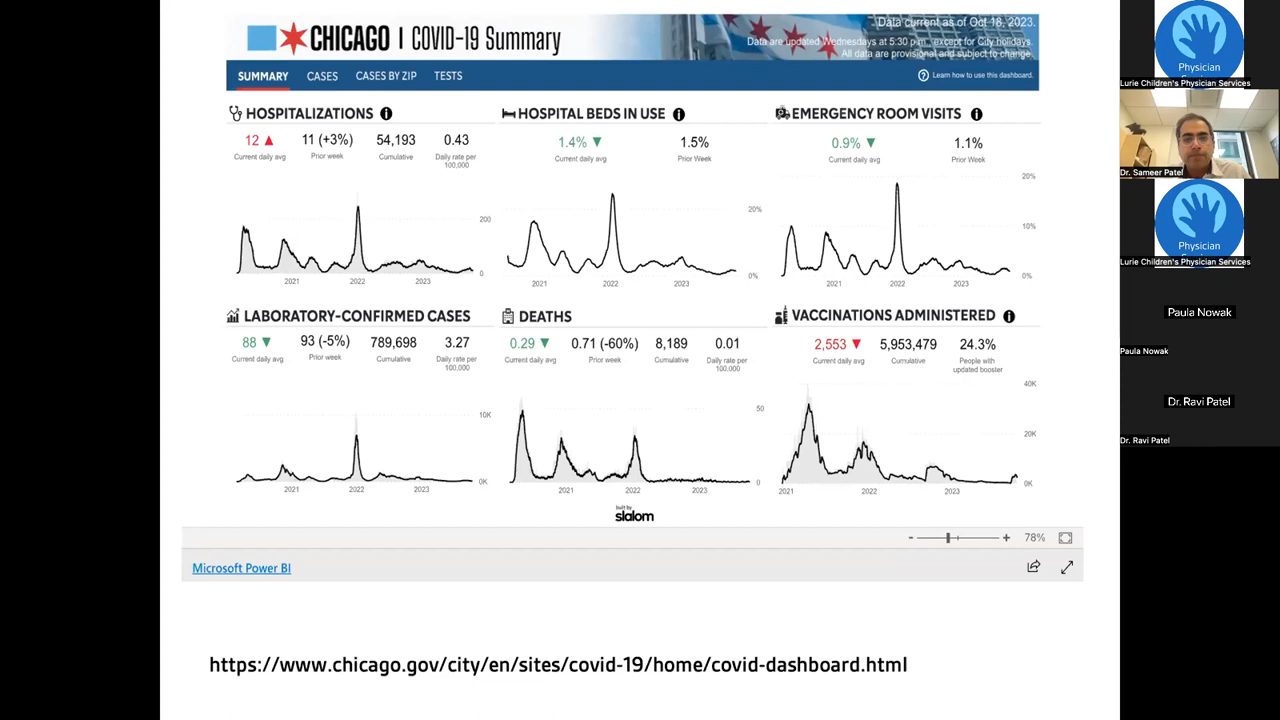 CHICAGO | COVID-19 Summary
Data current as of Oct 18, 2023.
Data are updated Wednesdays at 5:30 p.m., except for City holidays.
All data are provisional and subject to change.
SUMMARY CASES CASES BY ZIP TESTS
Learn how to use this dashboard.
HOSPITALIZATIONS
12 11 (+3%) 54,193 0.43
Current daily avg Prior week Cumulative Daily rate per
100,000
200
0
2021 2022 2023
HOSPITAL BEDS IN USE
1.4% 1.5%
Current daily avg Prior Week
20%
0%
2021 2022 2023
EMERGENCY ROOM VISITS
0.9% 1.1%
Current daily avg Prior Week
20%
10%
0%
2021 2022 2023
LABORATORY-CONFIRMED CASES
88 93 (-5%) 789,698 3.27
Current daily avg Prior week Cumulative Daily rate per
100,000
10K
0K
2021 2022 2023
DEATHS
0.29 0.71 (-60%) 8,189 0.01
Current daily avg Prior week Cumulative Daily rate per
100,000
50
0
2021 2022 2023
VACCINATIONS ADMINISTERED
2,553 5,953,479 24.3%
Current daily avg Cumulative People with
updated booster
40K
20K
0K
2021 2022 2023
built by
slalom
- + 78%
Microsoft Power BI
https://www.chicago.gov/city/en/sites/covid-19/home/covid-dashboard.html
Physician
Lurie Children's Physician Services
Dr. Sameer Patel
Physician
Lurie Children's Physician Services
Paula Nowak
Paula Nowak
Dr. Ravi Patel
Dr. Ravi Patel